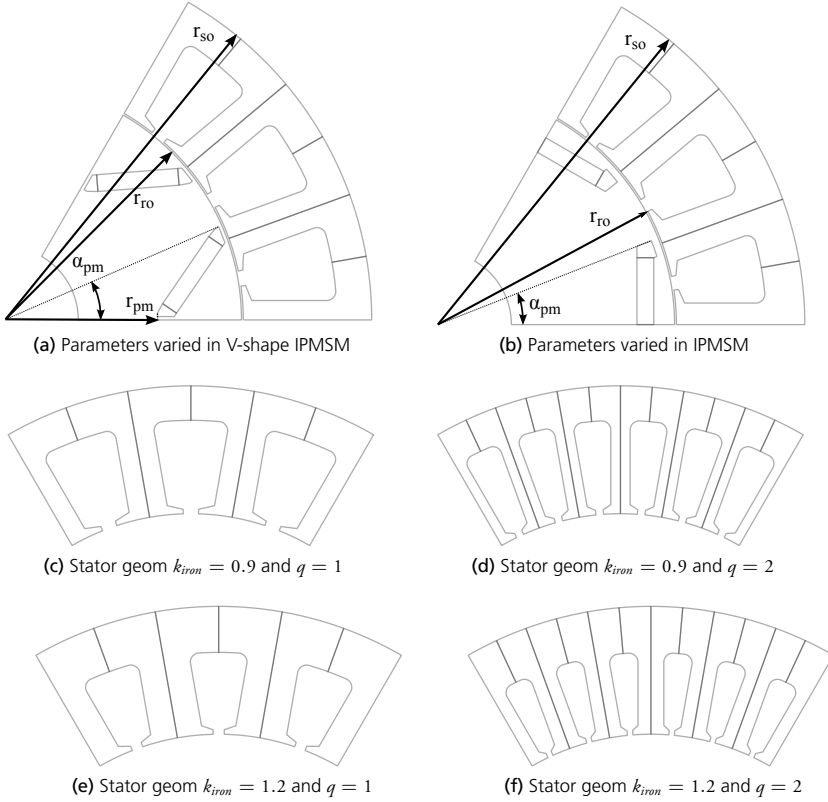 r_so
r_ro
α_pm
r_pm
(a) Parameters varied in V-shape IPMSM
r_so
r_ro
α_pm
(b) Parameters varied in IPMSM
(c) Stator geom k_iron = 0.9 and q = 1
(d) Stator geom k_iron = 0.9 and q = 2
(e) Stator geom k_iron = 1.2 and q = 1
(f) Stator geom k_iron = 1.2 and q = 2